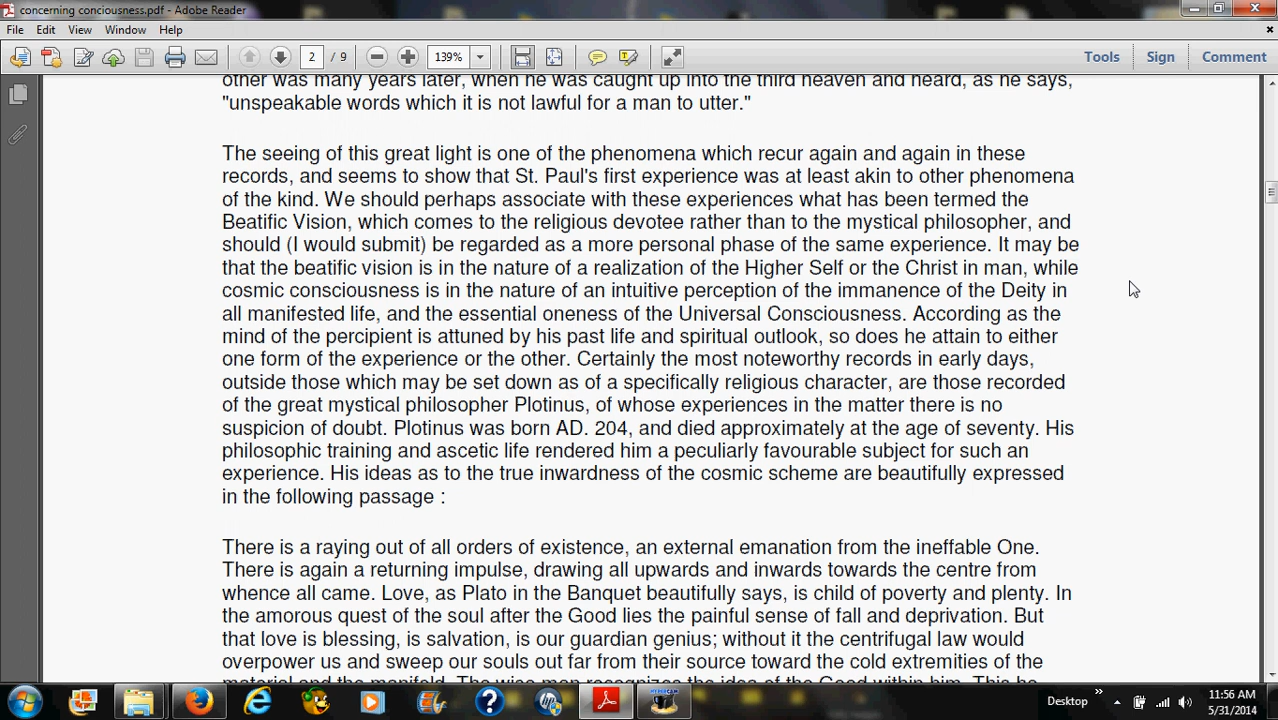 concerning conciousness.pdf - Adobe Reader
File Edit View Window Help
2 / 9 139% Tools Sign Comment
other was many years later, when he was caught up into the third heaven and heard, as he says,
"unspeakable words which it is not lawful for a man to utter."
The seeing of this great light is one of the phenomena which recur again and again in these
records, and seems to show that St. Paul's first experience was at least akin to other phenomena
of the kind. We should perhaps associate with these experiences what has been termed the
Beatific Vision, which comes to the religious devotee rather than to the mystical philosopher, and
should (I would submit) be regarded as a more personal phase of the same experience. It may be
that the beatific vision is in the nature of a realization of the Higher Self or the Christ in man, while
cosmic consciousness is in the nature of an intuitive perception of the immanence of the Deity in
all manifested life, and the essential oneness of the Universal Consciousness. According as the
mind of the percipient is attuned by his past life and spiritual outlook, so does he attain to either
one form of the experience or the other. Certainly the most noteworthy records in early days,
outside those which may be set down as of a specifically religious character, are those recorded
of the great mystical philosopher Plotinus, of whose experiences in the matter there is no
suspicion of doubt. Plotinus was born AD. 204, and died approximately at the age of seventy. His
philosophic training and ascetic life rendered him a peculiarly favourable subject for such an
experience. His ideas as to the true inwardness of the cosmic scheme are beautifully expressed
in the following passage :
There is a raying out of all orders of existence, an external emanation from the ineffable One.
There is again a returning impulse, drawing all upwards and inwards towards the centre from
whence all came. Love, as Plato in the Banquet beautifully says, is child of poverty and plenty. In
the amorous quest of the soul after the Good lies the painful sense of fall and deprivation. But
that love is blessing, is salvation, is our guardian genius; without it the centrifugal law would
overpower us and sweep our souls out far from their source toward the cold extremities of the
material and the manifold. The wise man recognizes the idea of the Good within him. This he
Desktop 11:56 AM
5/31/2014